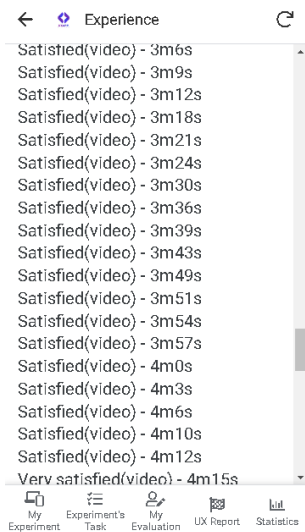 Experience
Satisfied(video) - 3m6s
Satisfied(video) - 3m9s
Satisfied(video) - 3m12s
Satisfied(video) - 3m18s
Satisfied(video) - 3m21s
Satisfied(video) - 3m24s
Satisfied(video) - 3m30s
Satisfied(video) - 3m36s
Satisfied(video) - 3m39s
Satisfied(video) - 3m43s
Satisfied(video) - 3m49s
Satisfied(video) - 3m51s
Satisfied(video) - 3m54s
Satisfied(video) - 3m57s
Satisfied(video) - 4m0s
Satisfied(video) - 4m3s
Satisfied(video) - 4m6s
Satisfied(video) - 4m10s
Satisfied(video) - 4m12s
Very satisfied(video) - 4m15s
My Experiment
Experiment's Task
My Evaluation
UX Report
Statistics